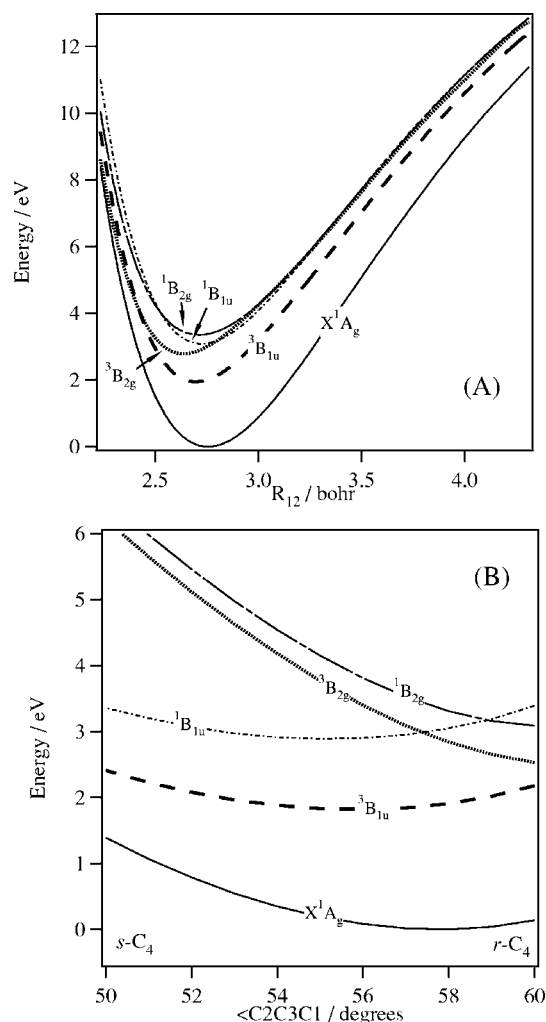 12
10
8
6
4
2
0
Energy / eV
¹B₂g
¹B₁u
³B₁u
X¹Ag
³B₂g
(A)
2.5 3.0 3.5 4.0
R₁₂ / bohr
6
5
4
3
2
1
0
Energy / eV
(B)
³B₂g
¹B₂g
¹B₁u
³B₁u
X¹Ag
s-C₄ r-C₄
50 52 54 56 58 60
<C2C3C1 / degrees